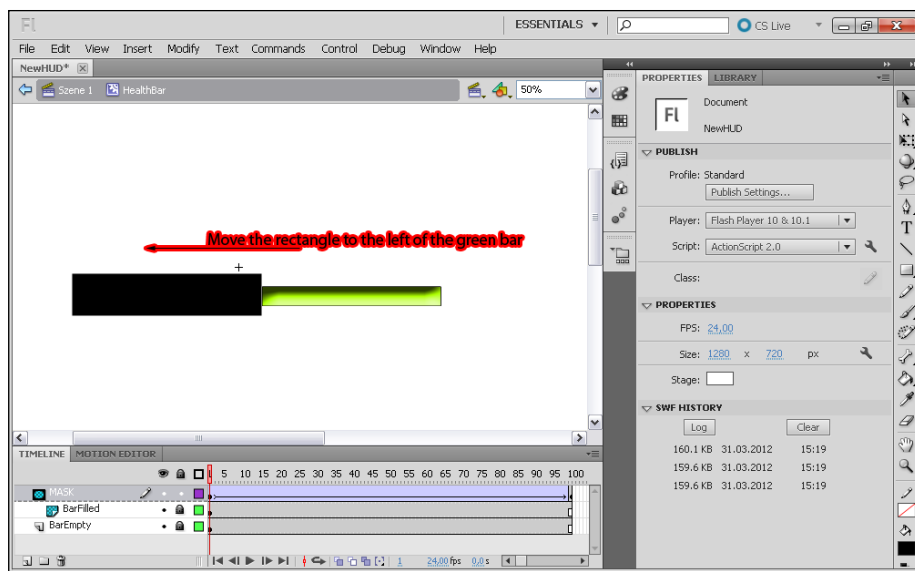 Fl ESSENTIALS CS Live
File Edit View Insert Modify Text Commands Control Debug Window Help
NewHUD*
Szene 1 HealthBar 50%
Move the rectangle to the left of the green bar
PROPERTIES LIBRARY
Fl
Document
NewHUD
PUBLISH
Profile: Standard
Publish Settings...
Player: Flash Player 10 & 10.1
Script: ActionScript 2.0
Class:
PROPERTIES
FPS: 24,00
Size: 1280 x 720 px
Stage:
SWF HISTORY
Log Clear
160.1 KB 31.03.2012 15:19
159.6 KB 31.03.2012 15:19
159.6 KB 31.03.2012 15:19
TIMELINE MOTION EDITOR
5 10 15 20 25 30 35 40 45 50 55 60 65 70 75 80 85 90 95 100
MASK
BarFilled
BarEmpty
1 24,00 fps 0,0 s